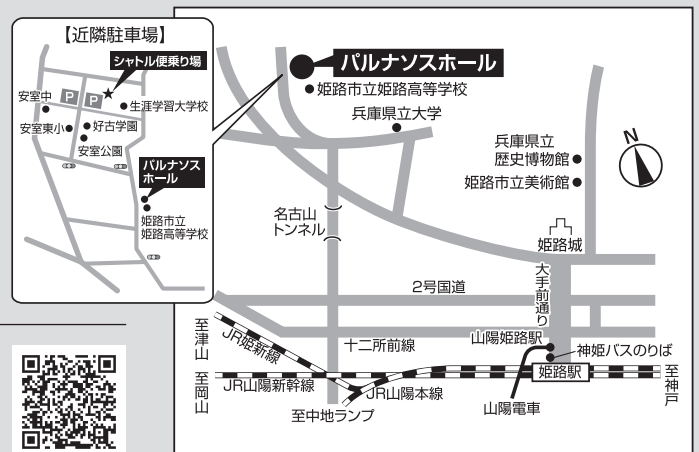 【近隣駐車場】
シャトル便乗り場
安室中
P
P
生涯学習大学校
安室東小
好古学園
安室公園
パルナソス
ホール
姫路市立
姫路高等学校
パルナソスホール
姫路市立姫路高等学校
兵庫県立大学
兵庫県立
歴史博物館
姫路市立美術館
N
名古山
トンネル
姫路城
大手前通り
2号国道
至津山
JR姫新線
十二所前線
山陽姫路駅
神姫バスのりば
姫路駅
至岡山
JR山陽新幹線
JR山陽本線
至神戸
至中地ランプ
山陽電車